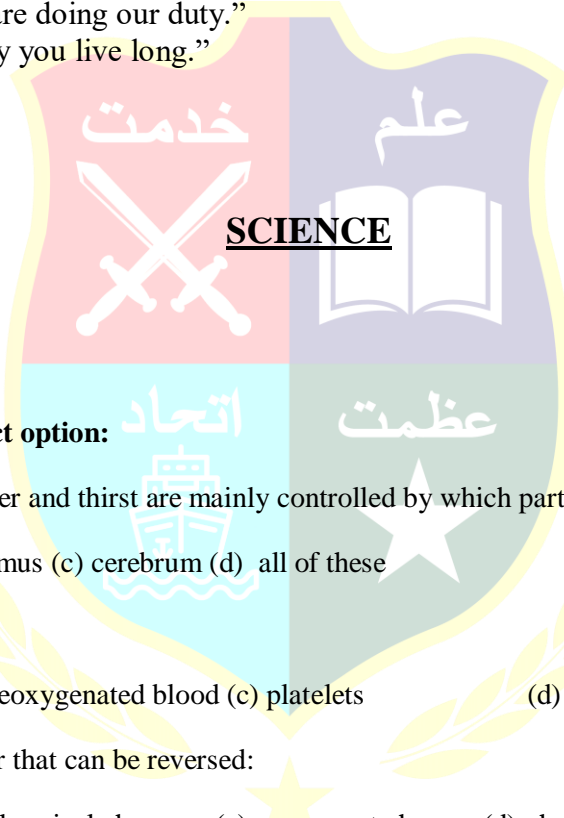 are doing our duty.”
y you live long.”
خدمت علم
SCIENCE
ct option:
اتحاد عظمت
er and thirst are mainly controlled by which part
mus (c) cerebrum (d) all of these
eoxygenated blood (c) platelets (d)
r that can be reversed: